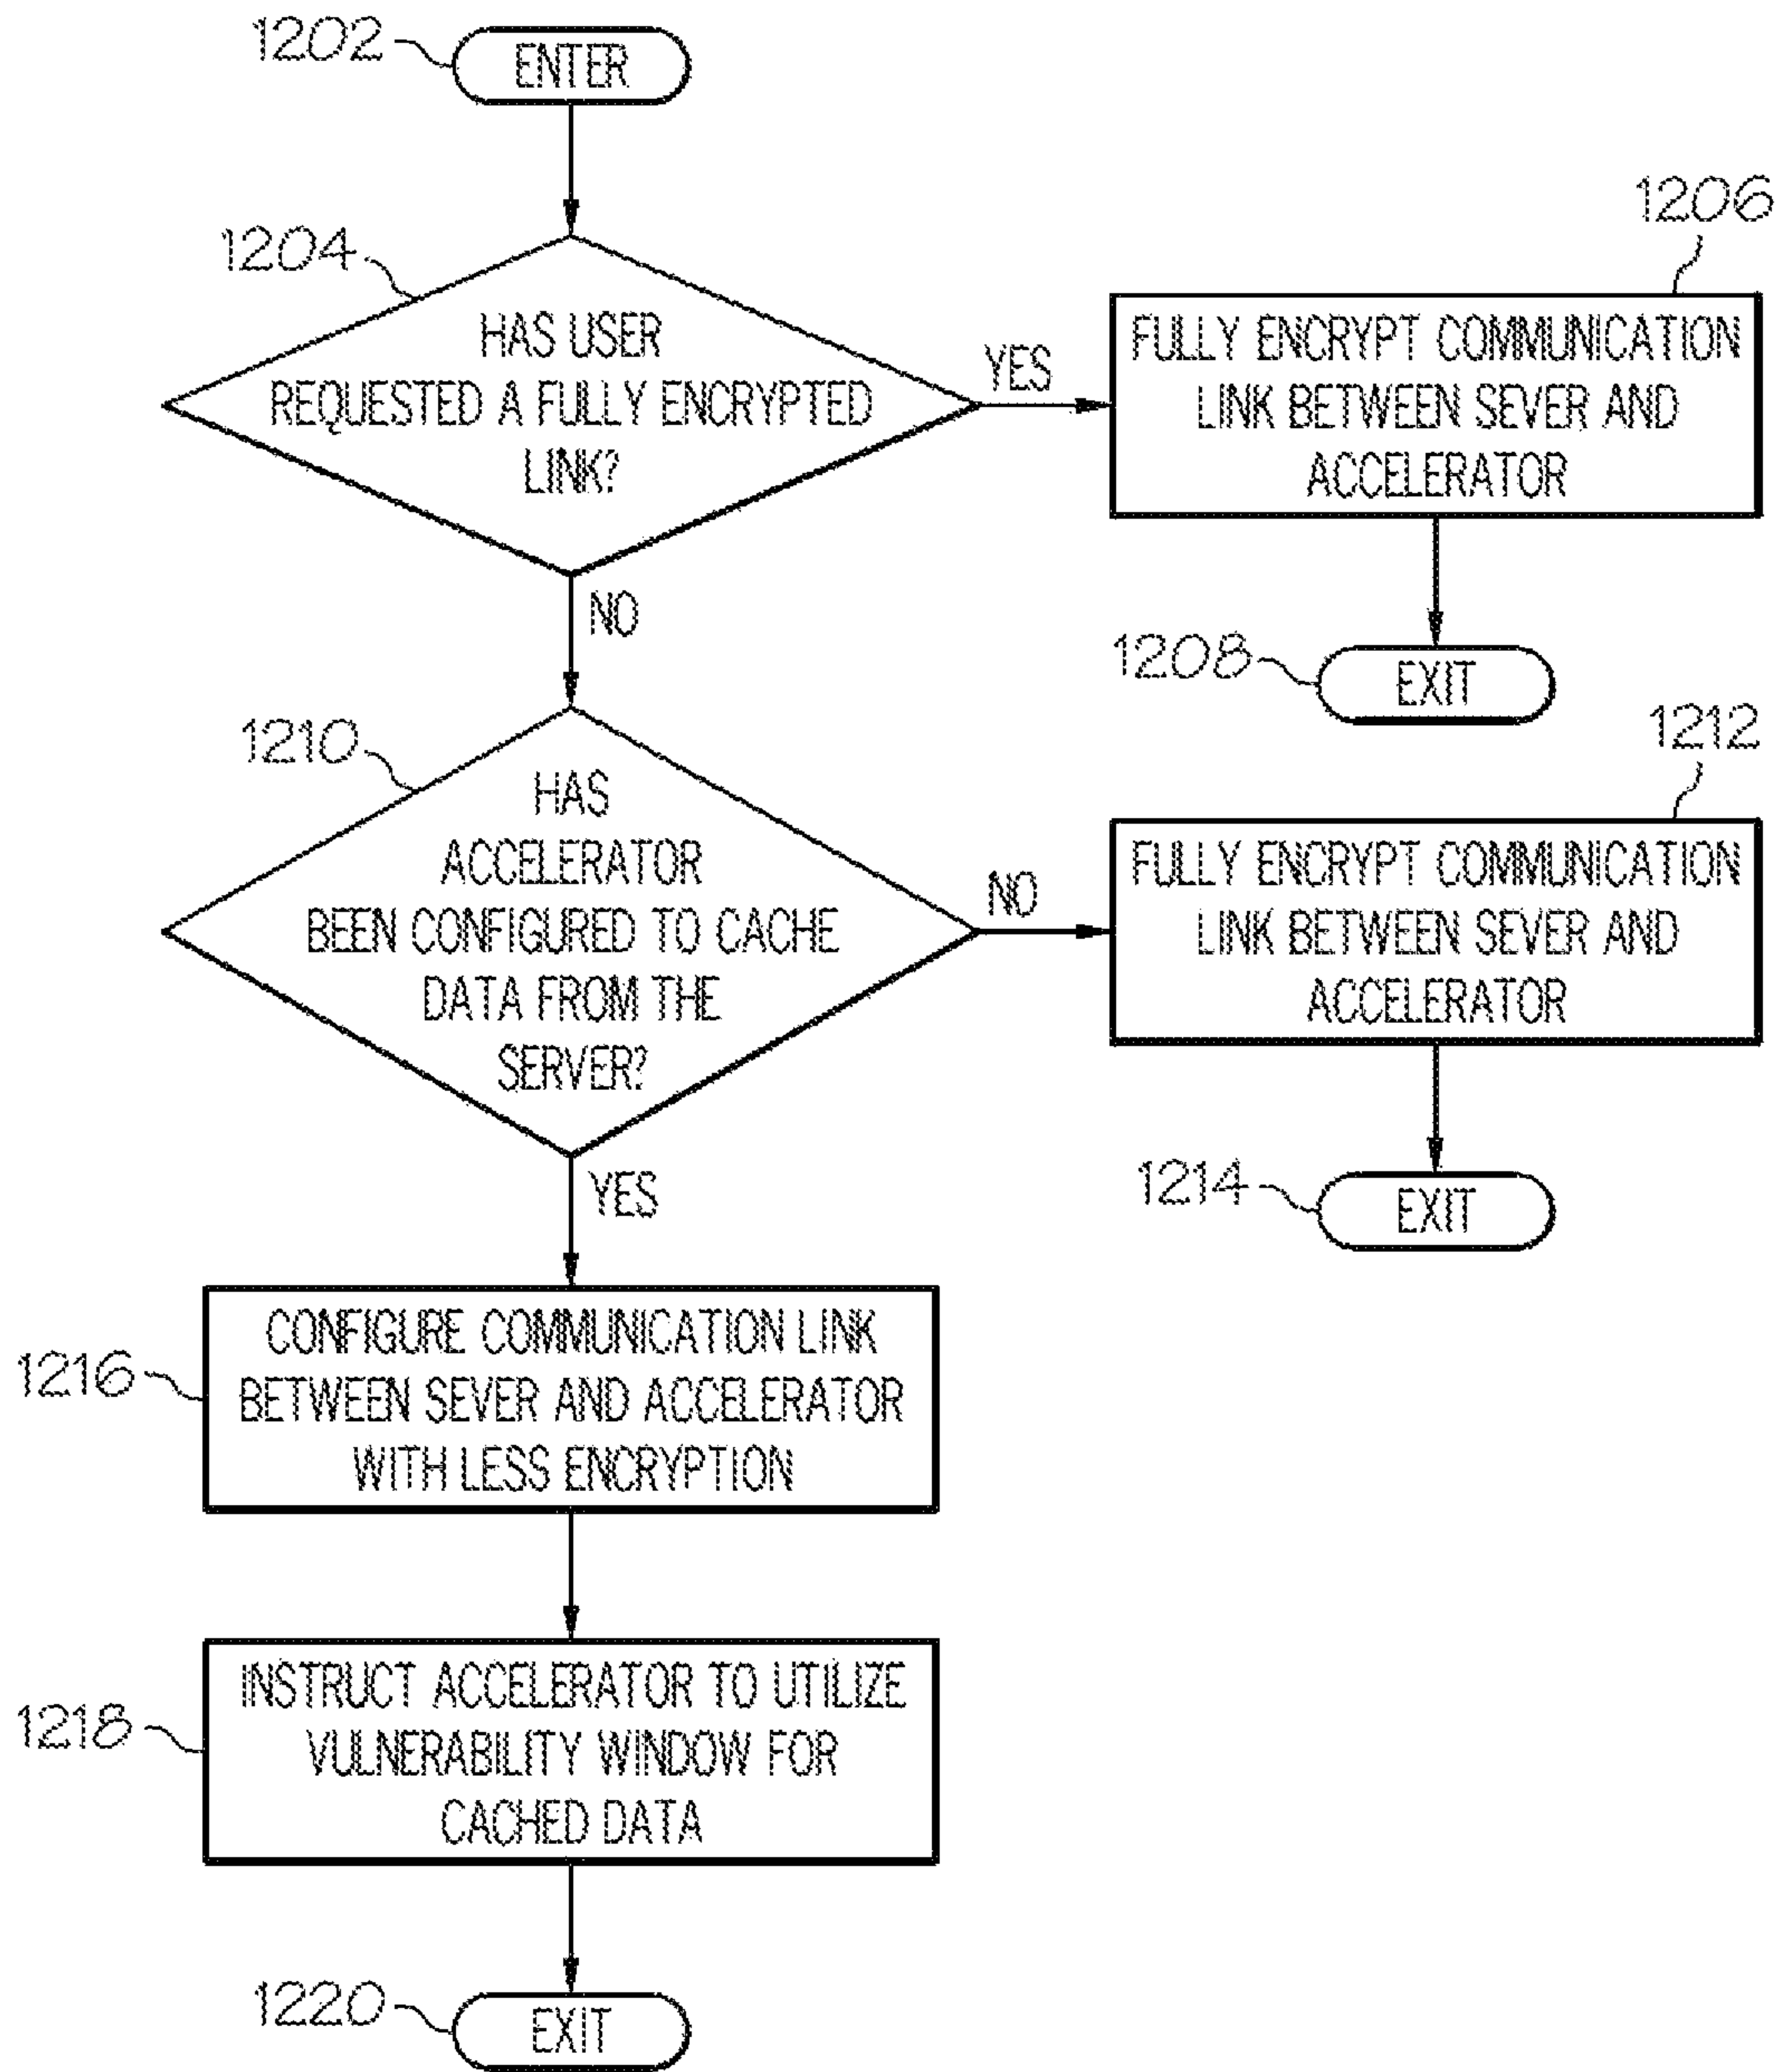 1202
ENTER
1204
HAS USER
REQUESTED A FULLY ENCRYPTED
LINK?
YES
1206
FULLY ENCRYPT COMMUNICATION
LINK BETWEEN SEVER AND
ACCELERATOR
NO
1208
EXIT
1210
HAS
ACCELERATOR
BEEN CONFIGURED TO CACHE
DATA FROM THE
SERVER?
NO
1212
FULLY ENCRYPT COMMUNICATION
LINK BETWEEN SEVER AND
ACCELERATOR
YES
1214
EXIT
1216
CONFIGURE COMMUNICATION LINK
BETWEEN SEVER AND ACCELERATOR
WITH LESS ENCRYPTION
1218
INSTRUCT ACCELERATOR TO UTILIZE
VULNERABILITY WINDOW FOR
CACHED DATA
1220
EXIT